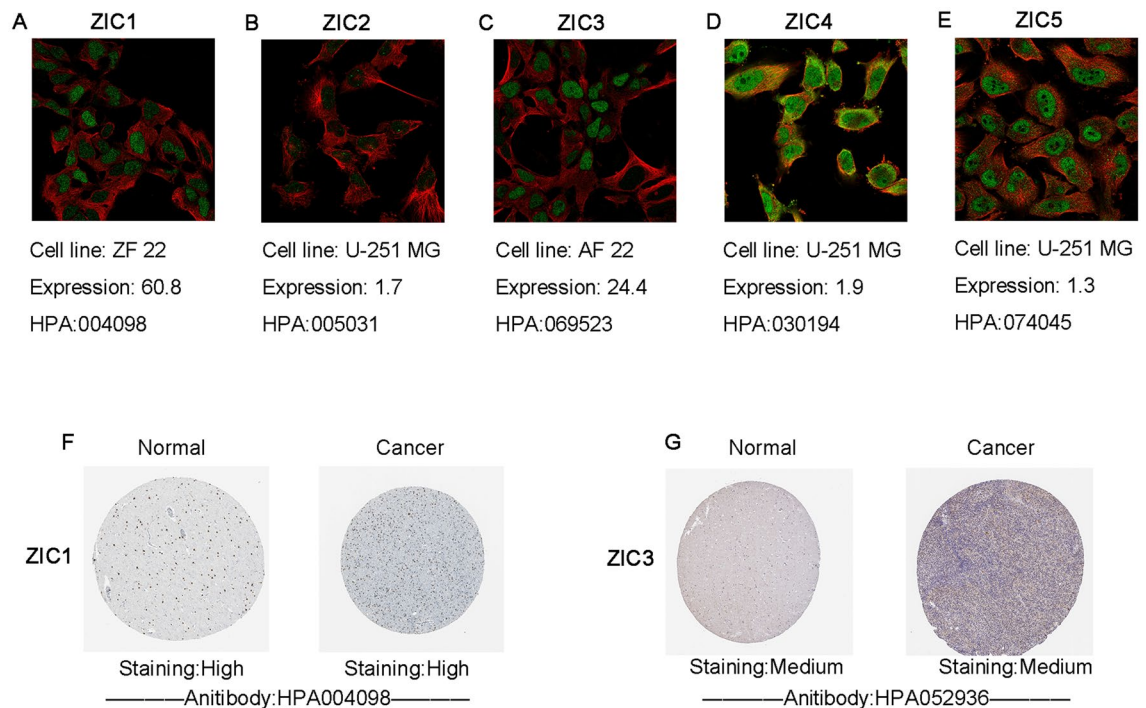 A ZIC1 B ZIC2 C ZIC3 D ZIC4 E ZIC5
Cell line: ZF 22 Cell line: U-251 MG Cell line: AF 22 Cell line: U-251 MG Cell line: U-251 MG
Expression: 60.8 Expression: 1.7 Expression: 24.4 Expression: 1.9 Expression: 1.3
HPA:004098 HPA:005031 HPA:069523 HPA:030194 HPA:074045
F Normal Cancer G Normal Cancer
ZIC1 ZIC3
Staining:High Staining:High Staining:Medium Staining:Medium
————Anitibody:HPA004098———— ————Anitibody:HPA052936————